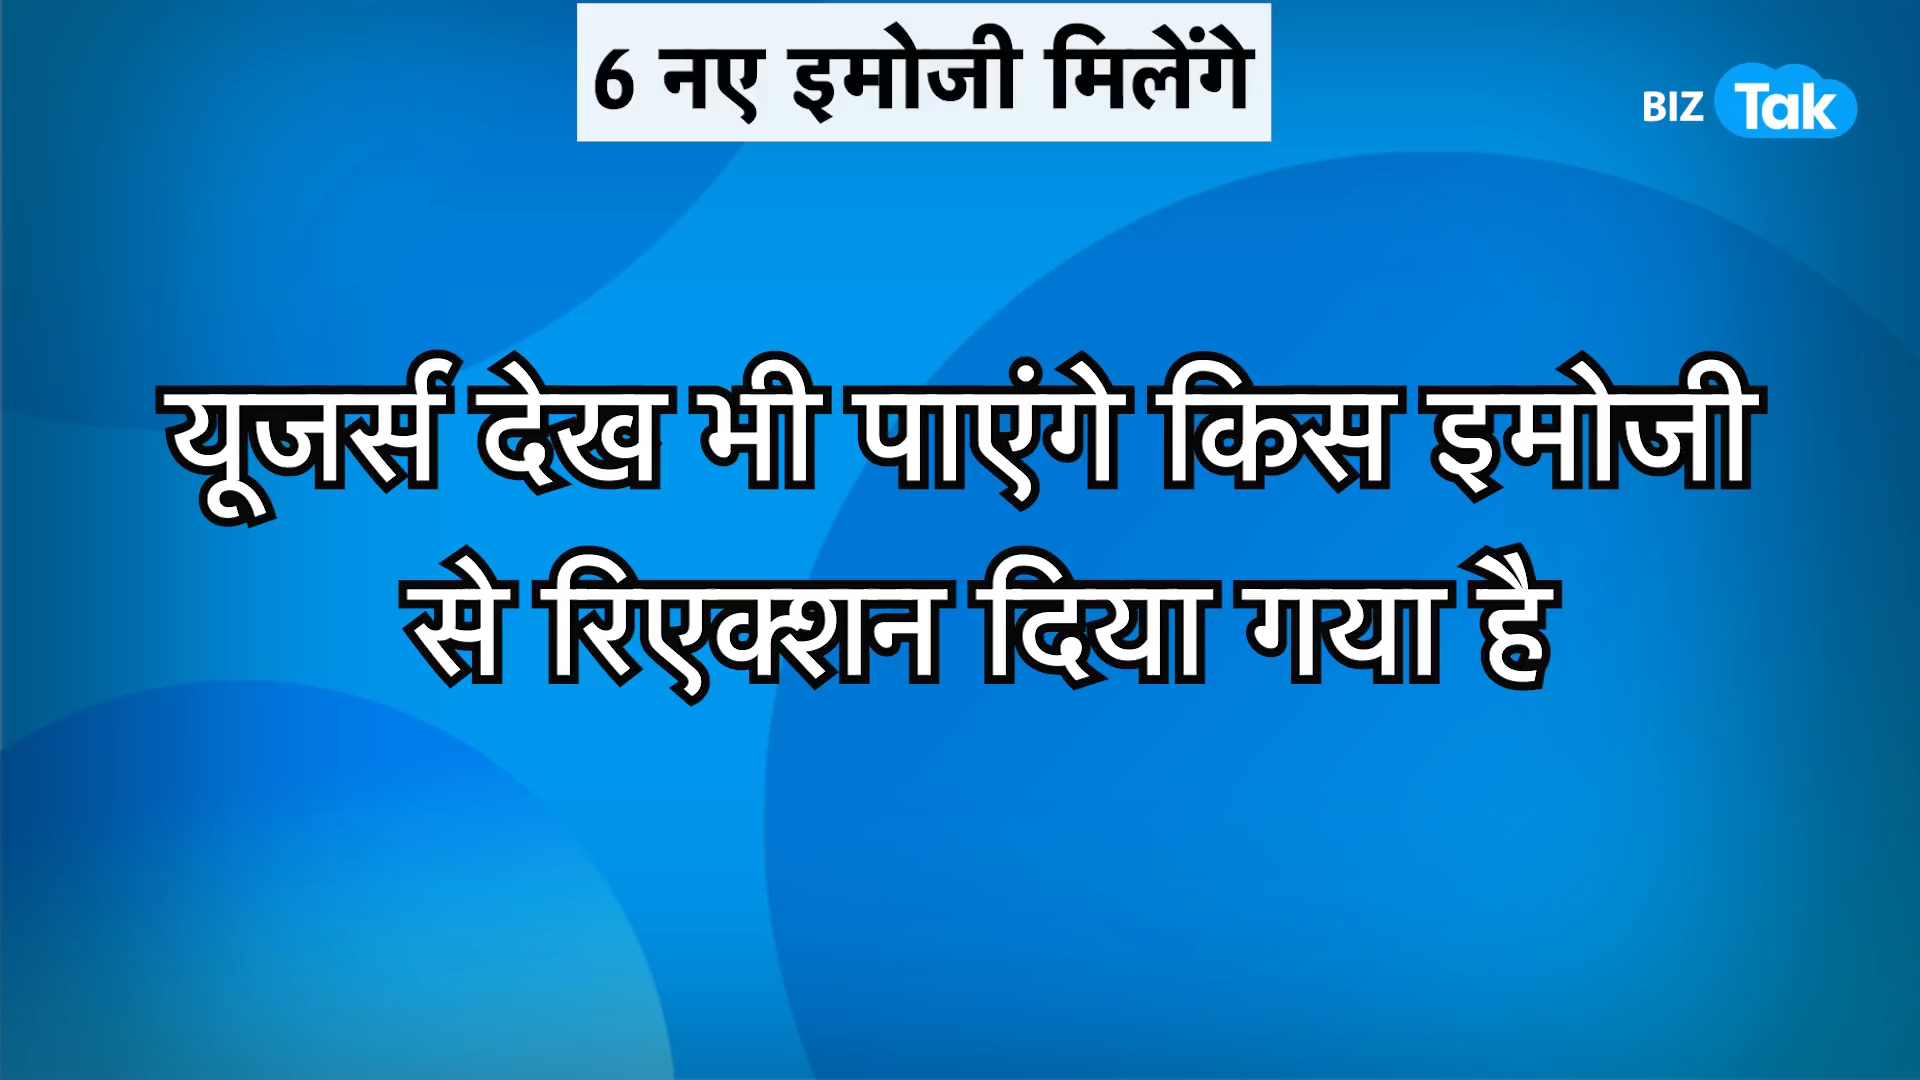 6 नए इमोजी मिलेंगे
BIZ Tak
यूजर्स देख भी पाएंगे किस इमोजी
से रिएक्शन दिया गया है